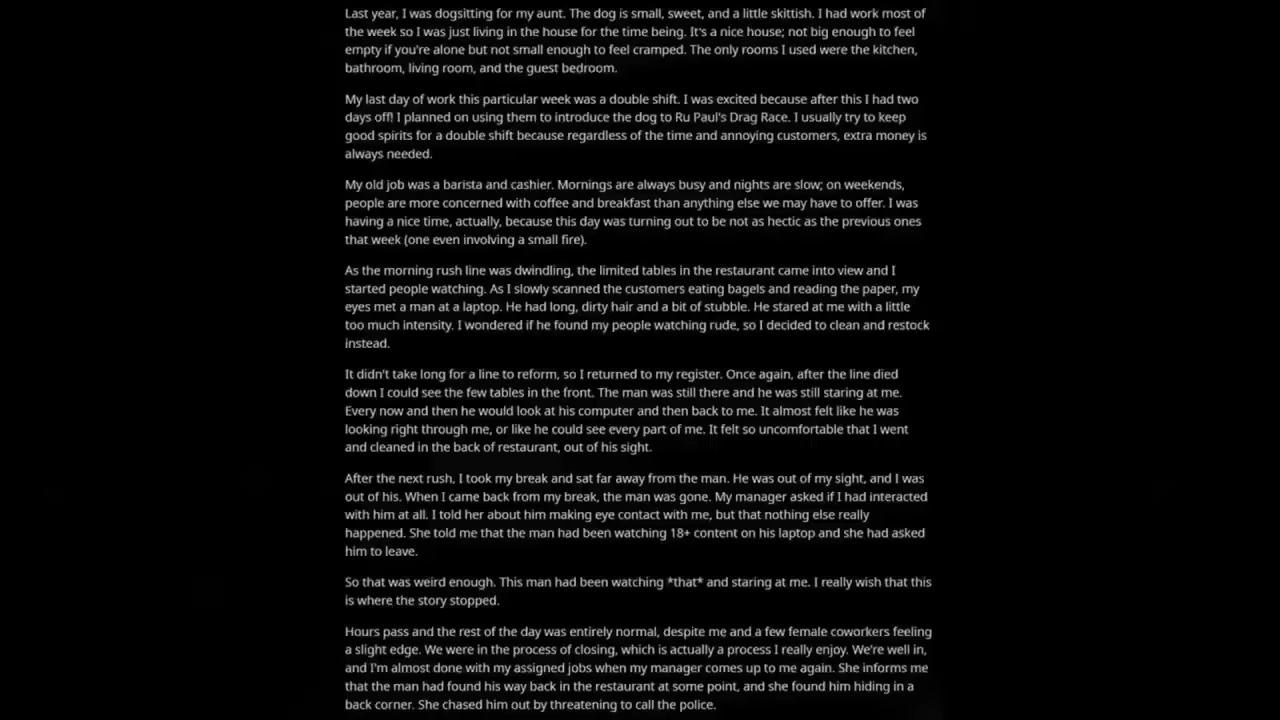 Last year, I was dogsitting for my aunt. The dog is small, sweet, and a little skittish. I had work most of
the week so I was just living in the house for the time being. It's a nice house; not big enough to feel
empty if you're alone but not small enough to feel cramped. The only rooms I used were the kitchen,
bathroom, living room, and the guest bedroom.
My last day of work this particular week was a double shift. I was excited because after this I had two
days off! I planned on using them to introduce the dog to Ru Paul's Drag Race. I usually try to keep
good spirits for a double shift because regardless of the time and annoying customers, extra money is
always needed.
My old job was a barista and cashier. Mornings are always busy and nights are slow; on weekends,
people are more concerned with coffee and breakfast than anything else we may have to offer. I was
having a nice time, actually, because this day was turning out to be not as hectic as the previous ones
that week (one even involving a small fire).
As the morning rush line was dwindling, the limited tables in the restaurant came into view and I
started people watching. As I slowly scanned the customers eating bagels and reading the paper, my
eyes met a man at a laptop. He had long, dirty hair and a bit of stubble. He stared at me with a little
too much intensity. I wondered if he found my people watching rude, so I decided to clean and restock
instead.
It didn't take long for a line to reform, so I returned to my register. Once again, after the line died
down I could see the few tables in the front. The man was still there and he was still staring at me.
Every now and then he would look at his computer and then back to me. It almost felt like he was
looking right through me, or like he could see every part of me. It felt so uncomfortable that I went
and cleaned in the back of restaurant, out of his sight.
After the next rush, I took my break and sat far away from the man. He was out of my sight, and I was
out of his. When I came back from my break, the man was gone. My manager asked if I had interacted
with him at all. I told her about him making eye contact with me, but that nothing else really
happened. She told me that the man had been watching 18+ content on his laptop and she had asked
him to leave.
So that was weird enough. This man had been watching *that* and staring at me. I really wish that this
is where the story stopped.
Hours pass and the rest of the day was entirely normal, despite me and a few female coworkers feeling
a slight edge. We were in the process of closing, which is actually a process I really enjoy. We're well in,
and I'm almost done with my assigned jobs when my manager comes up to me again. She informs me
that the man had found his way back in the restaurant at some point, and she found him hiding in a
back corner. She chased him out by threatening to call the police.